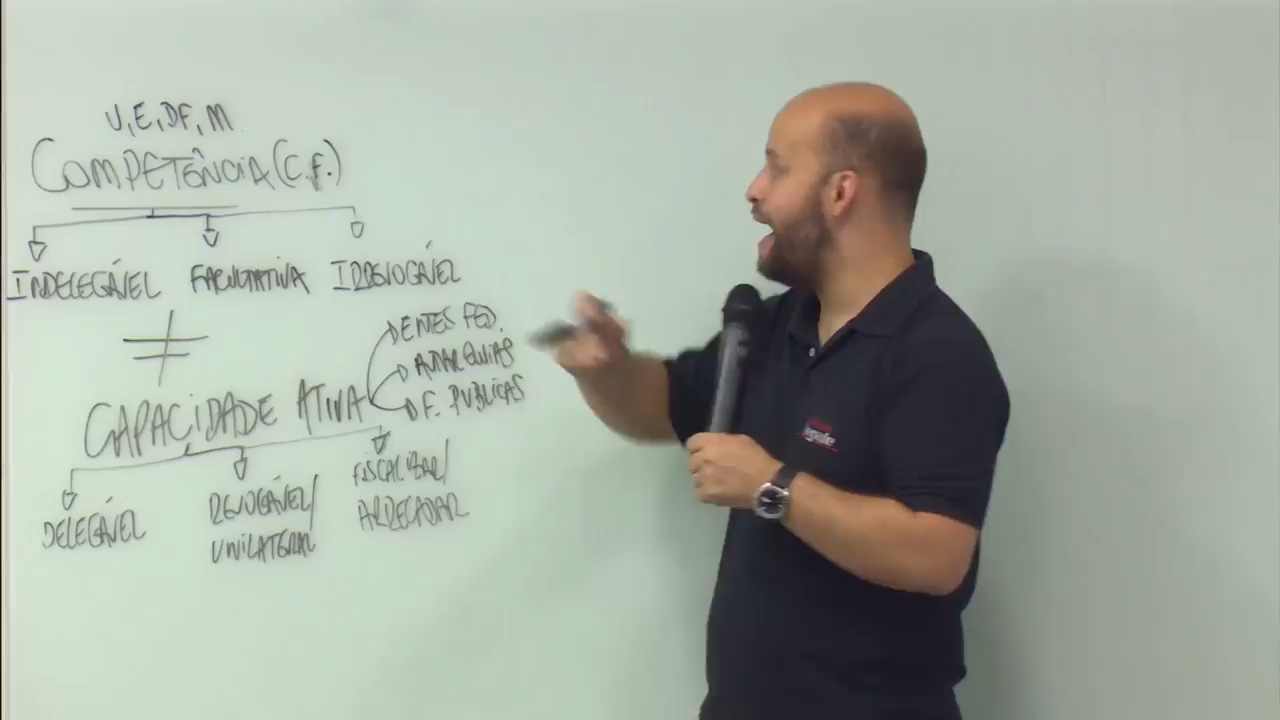 U, E, DF, M
COMPETÊNCIA (C.F.)
INDELEGÁVEL FACULTATIVA IRREVOGÁVEL
≠
ENTES FED.
AUTARQUIAS
F. PÚBLICAS
CAPACIDADE ATIVA
DELEGÁVEL
REVOGÁVEL/
UNILATERAL
FISCALIZAR/
ARRECADAR